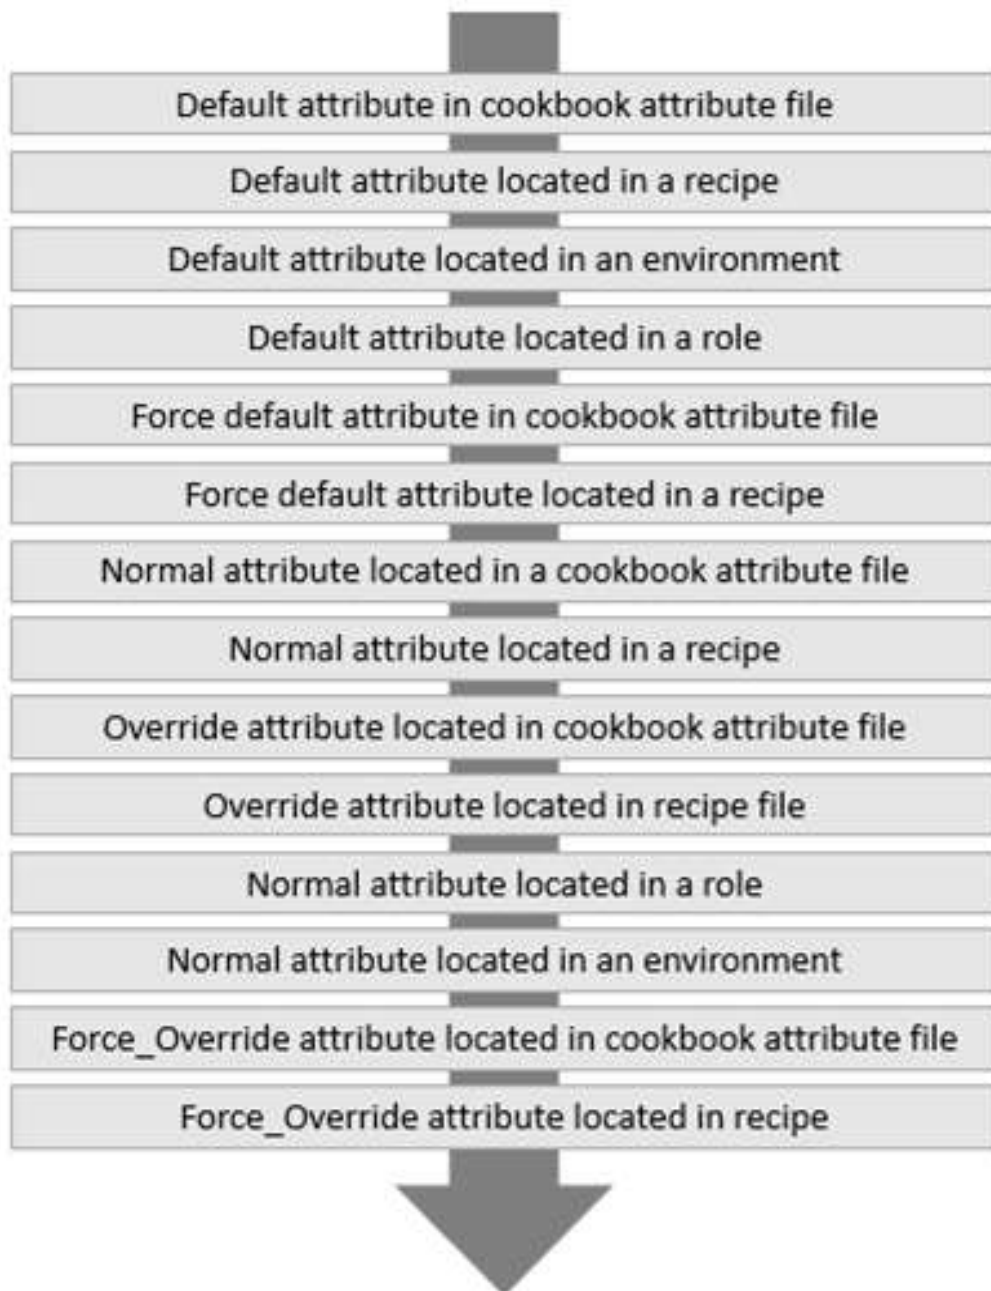 Default attribute in cookbook attribute file
Default attribute located in a recipe
Default attribute located in an environment
Default attribute located in a role
Force default attribute in cookbook attribute file
Force default attribute located in a recipe
Normal attribute located in a cookbook attribute file
Normal attribute located in a recipe
Override attribute located in cookbook attribute file
Override attribute located in recipe file
Normal attribute located in a role
Normal attribute located in an environment
Force_Override attribute located in cookbook attribute file
Force_Override attribute located in recipe